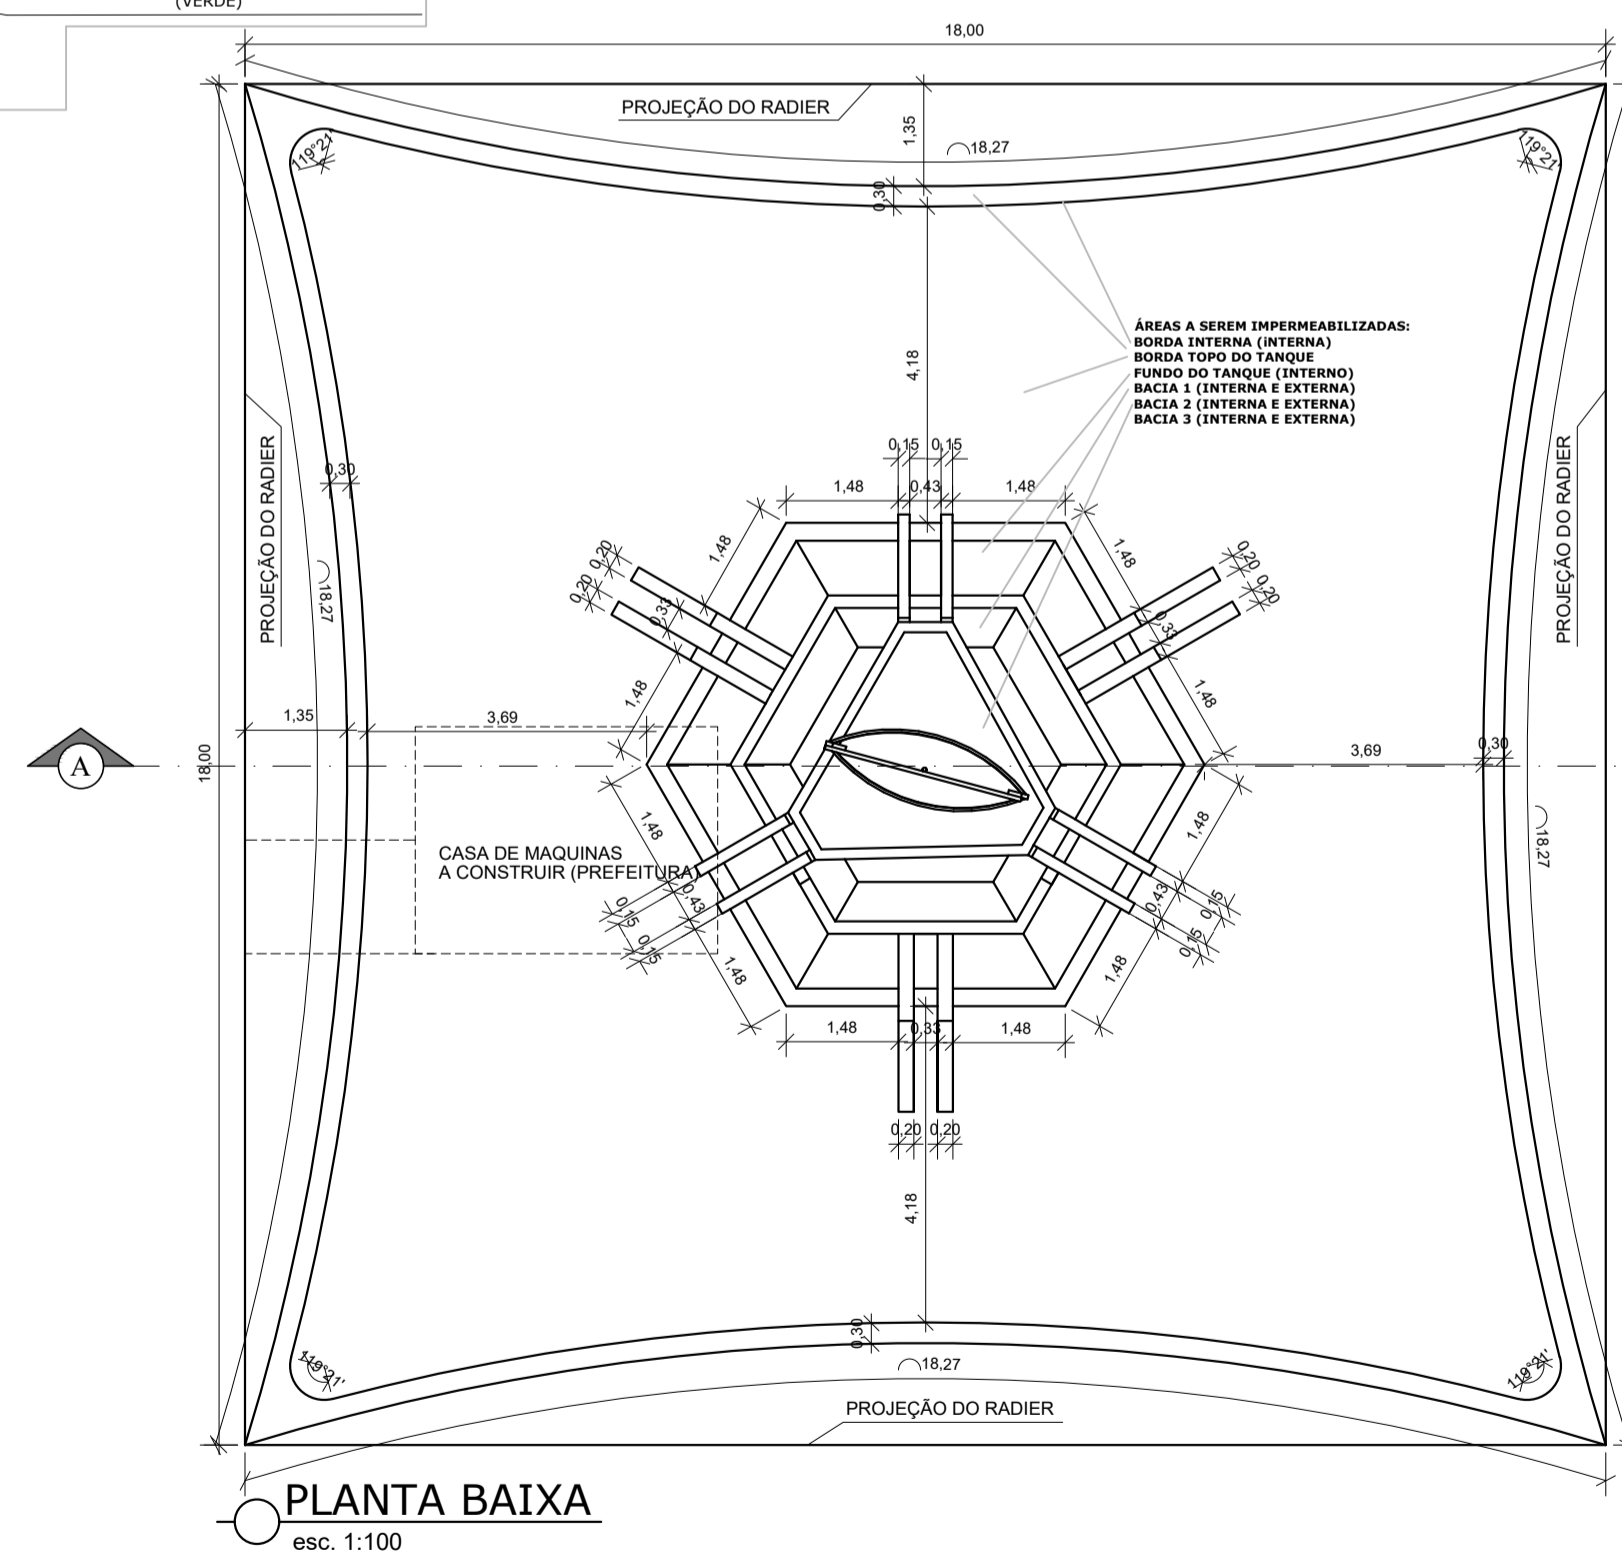 (VERDE)
18,00
PROJEÇÃO DO RADIER
1,35
18,27
119°21'
119°21'
0,30
ÁREAS A SEREM IMPERMEABILIZADAS:
BORDA INTERNA (iNTERNA)
BORDA TOPO DO TANQUE
FUNDO DO TANQUE (INTERNO)
BACIA 1 (INTERNA E EXTERNA)
BACIA 2 (INTERNA E EXTERNA)
BACIA 3 (INTERNA E EXTERNA)
4,18
0,15 0,15
1,48 0,43 1,48
0,30
PROJEÇÃO DO RADIER
PROJEÇÃO DO RADIER
1,48
1,48
0,20
0,20
0,20
0,20
0,33
0,33
18,27
1,48
1,48
1,35
3,69
3,69
0,30
A
18,00
1,48
1,48
18,27
CASA DE MAQUINAS
A CONSTRUIR (PREFEITURA)
0,43
0,43
0,15
0,15
0,15
0,15
1,48
1,48
1,48 0,33 1,48
0,20 0,20
4,18
0,30
18,27
119°21'
119°21'
PROJEÇÃO DO RADIER
PLANTA BAIXA
esc. 1:100